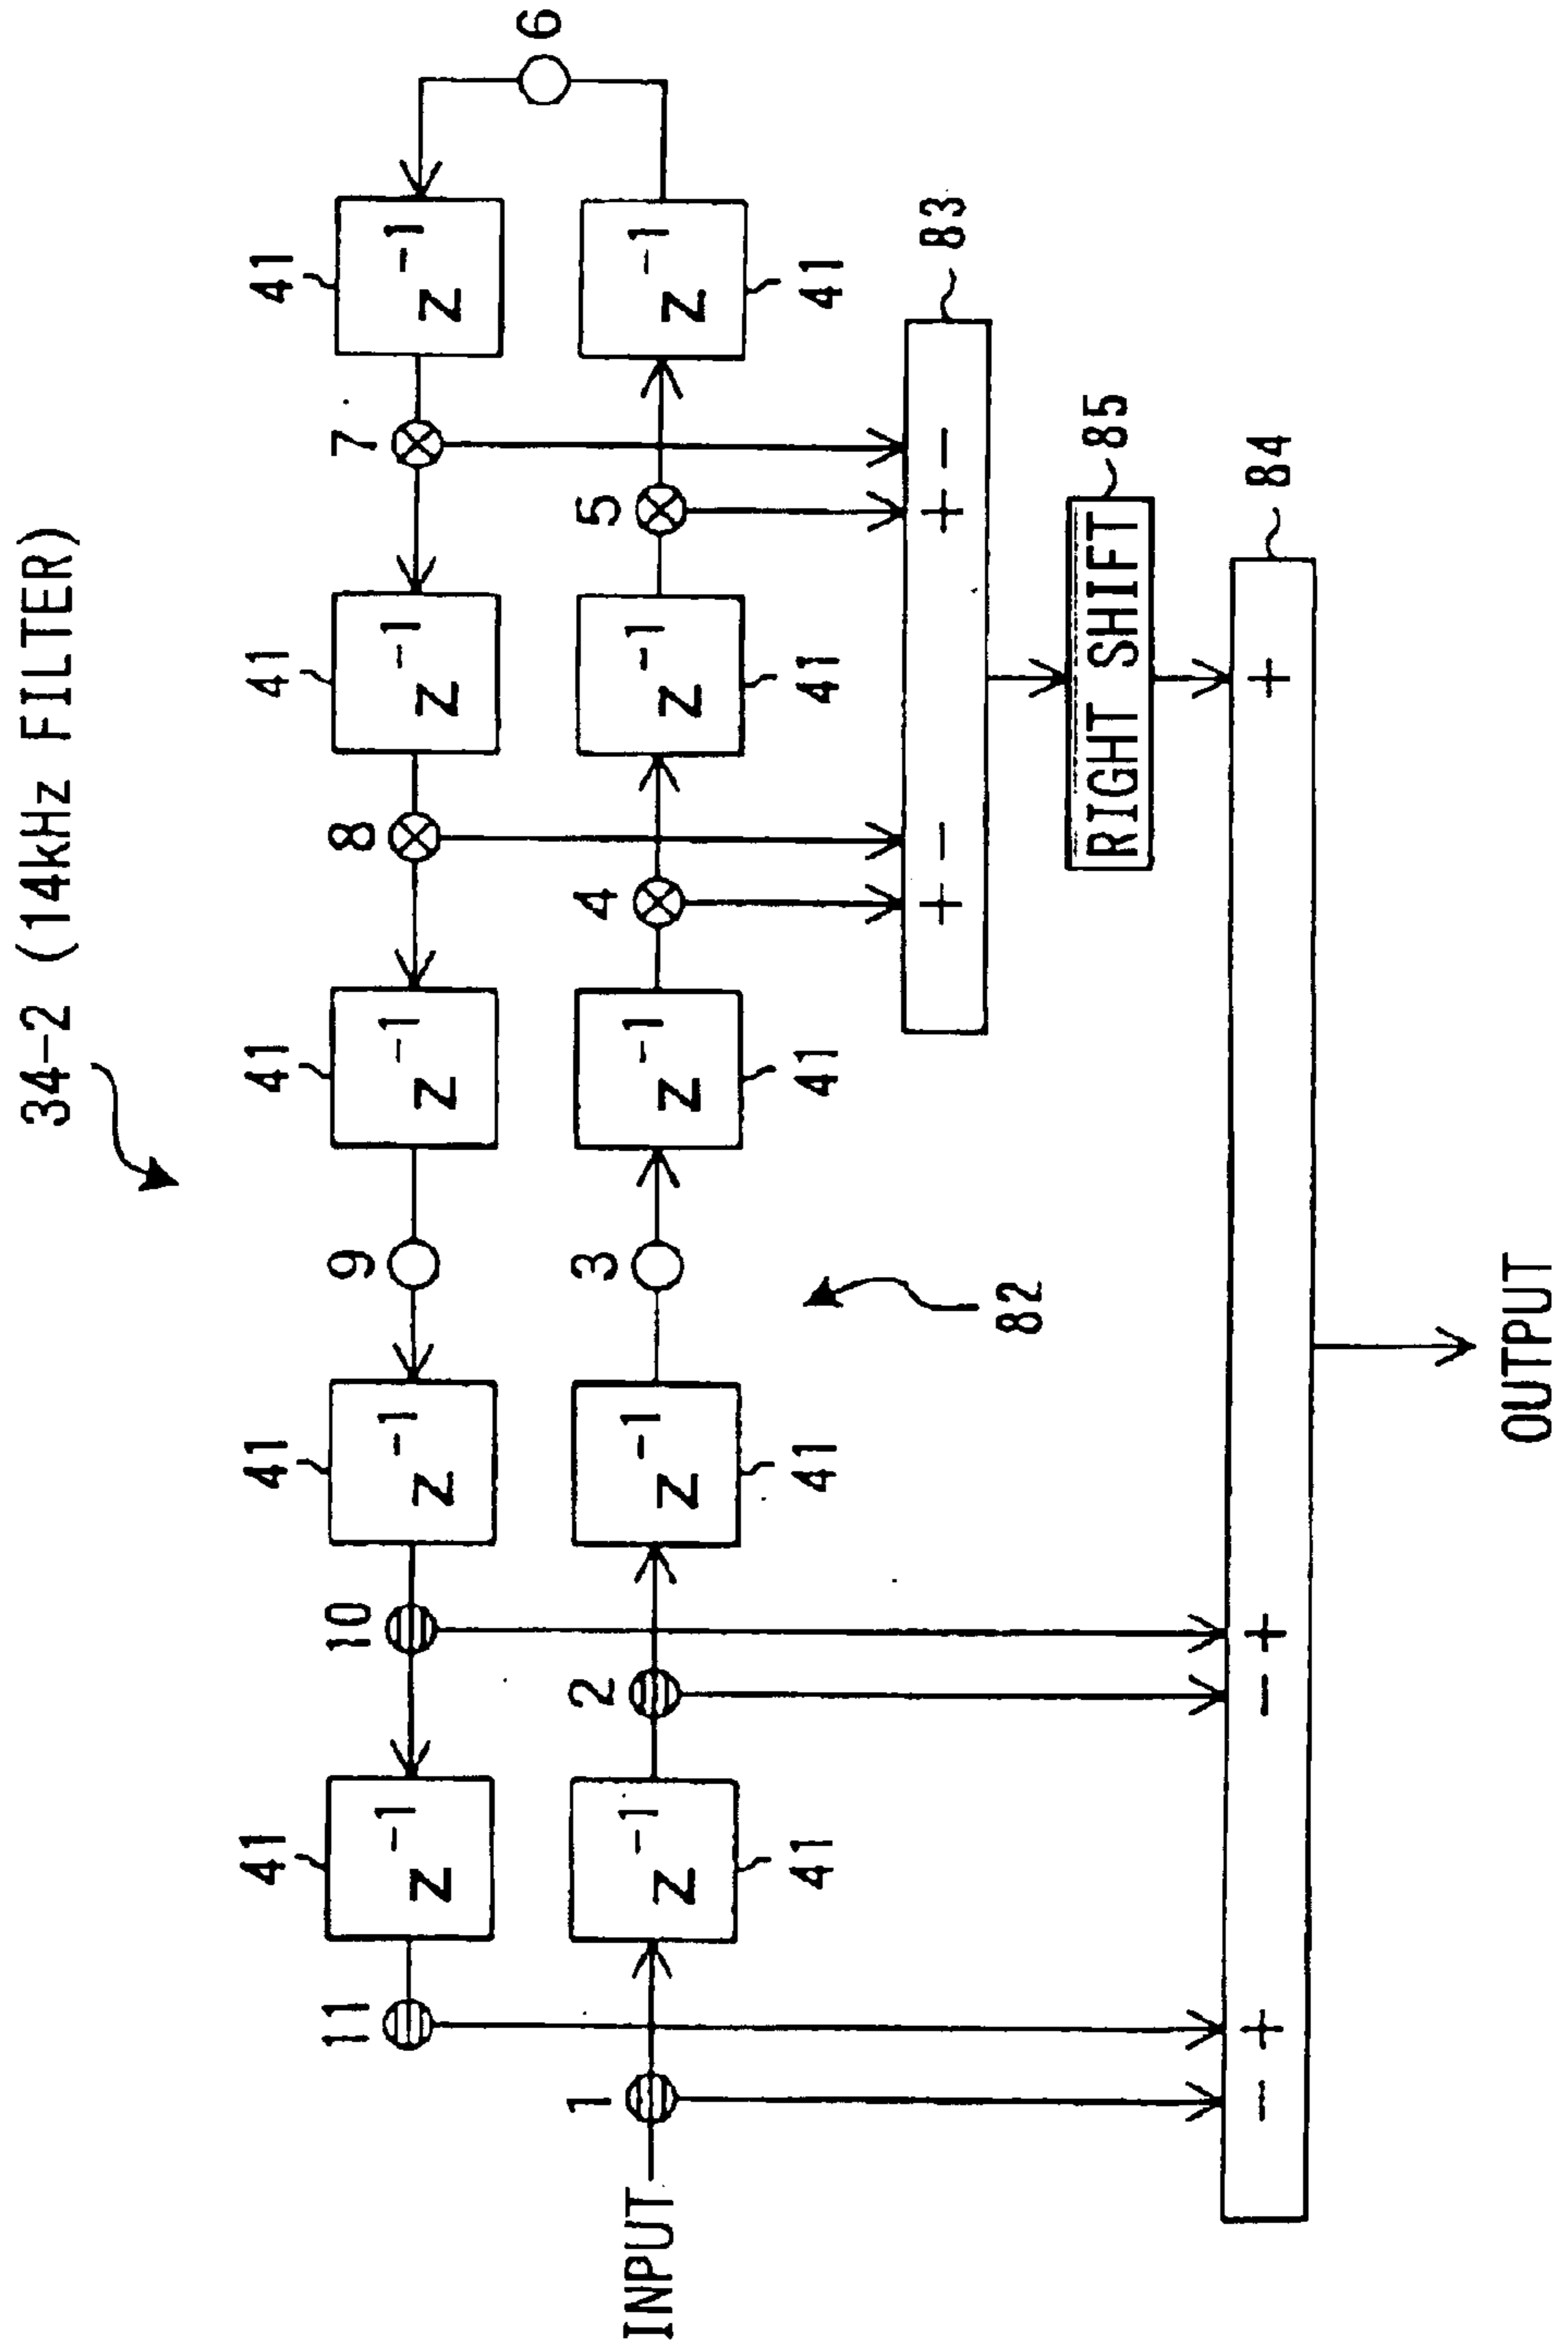 34-2 (14kHz FILTER)
41 41 41 41 41
11 10 9 8 7 6
z⁻¹ z⁻¹ z⁻¹ z⁻¹ z⁻¹
INPUT 1 2 3 4 5
z⁻¹ z⁻¹ z⁻¹ z⁻¹ z⁻¹
41 41 41 41 41
82
83
+ − + −
RIGHT SHIFT 85
84
− + − + +
OUTPUT